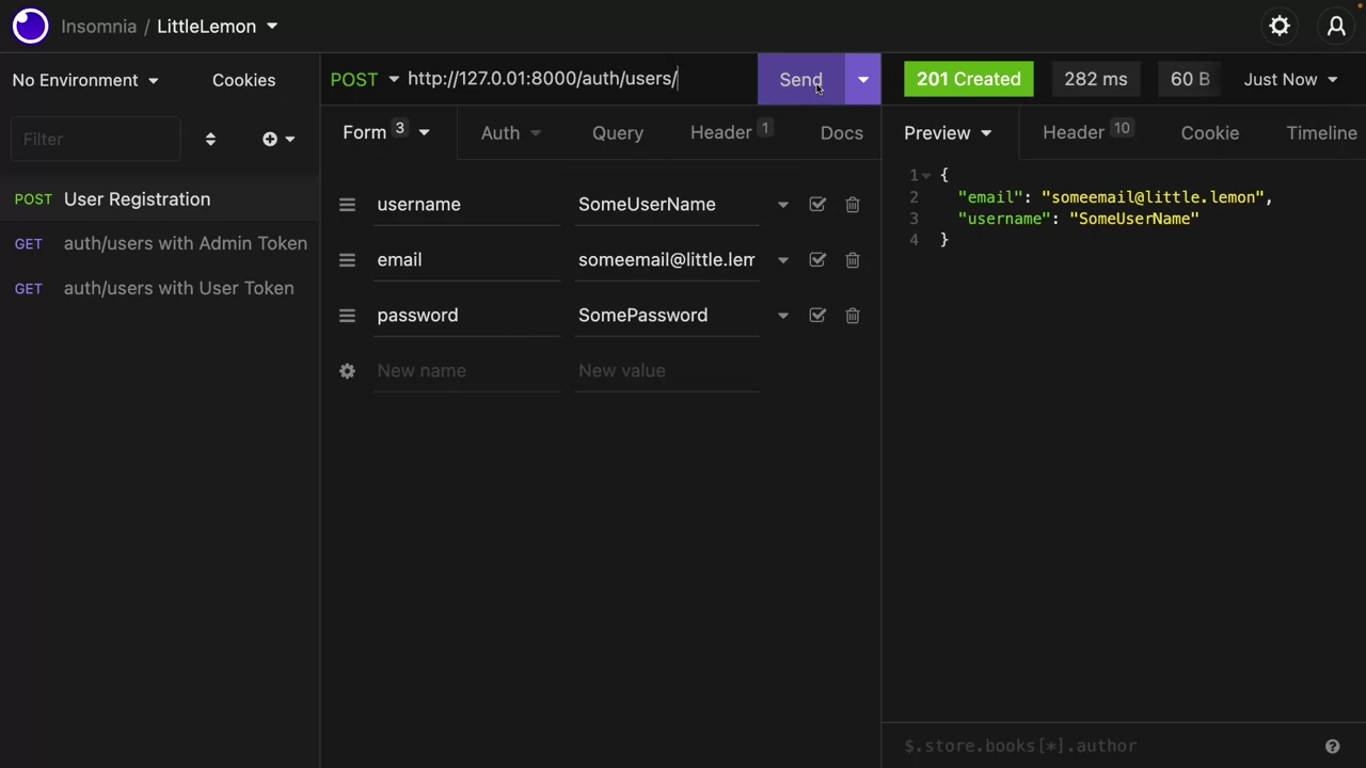 Insomnia / LittleLemon
No Environment
Cookies
POST http://127.0.01:8000/auth/users/
Send
201 Created
282 ms
60 B
Just Now
Filter
Form 3
Auth
Query
Header 1
Docs
Preview
Header 10
Cookie
Timeline
POST User Registration
GET auth/users with Admin Token
GET auth/users with User Token
username SomeUserName
email someemail@little.lem
password SomePassword
New name New value
1 {
2 "email": "someemail@little.lemon",
3 "username": "SomeUserName"
4 }
$.store.books[*].author
?